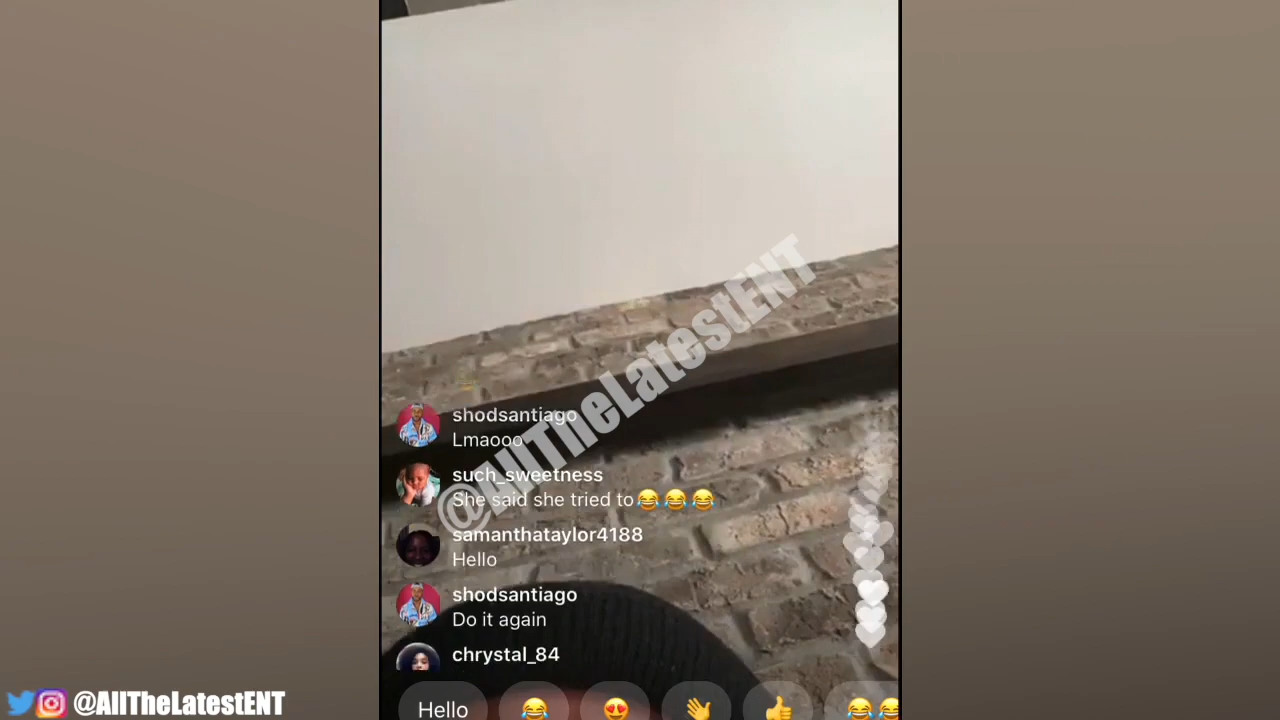 @AllTheLatestENT
shodsantiago
Lmaooo
such_sweetness
She said she tried to😂😂😂
samanthataylor4188
Hello
shodsantiago
Do it again
chrystal_84
Hello 😂 😍 👋 👍 😂😂
@AllTheLatestENT